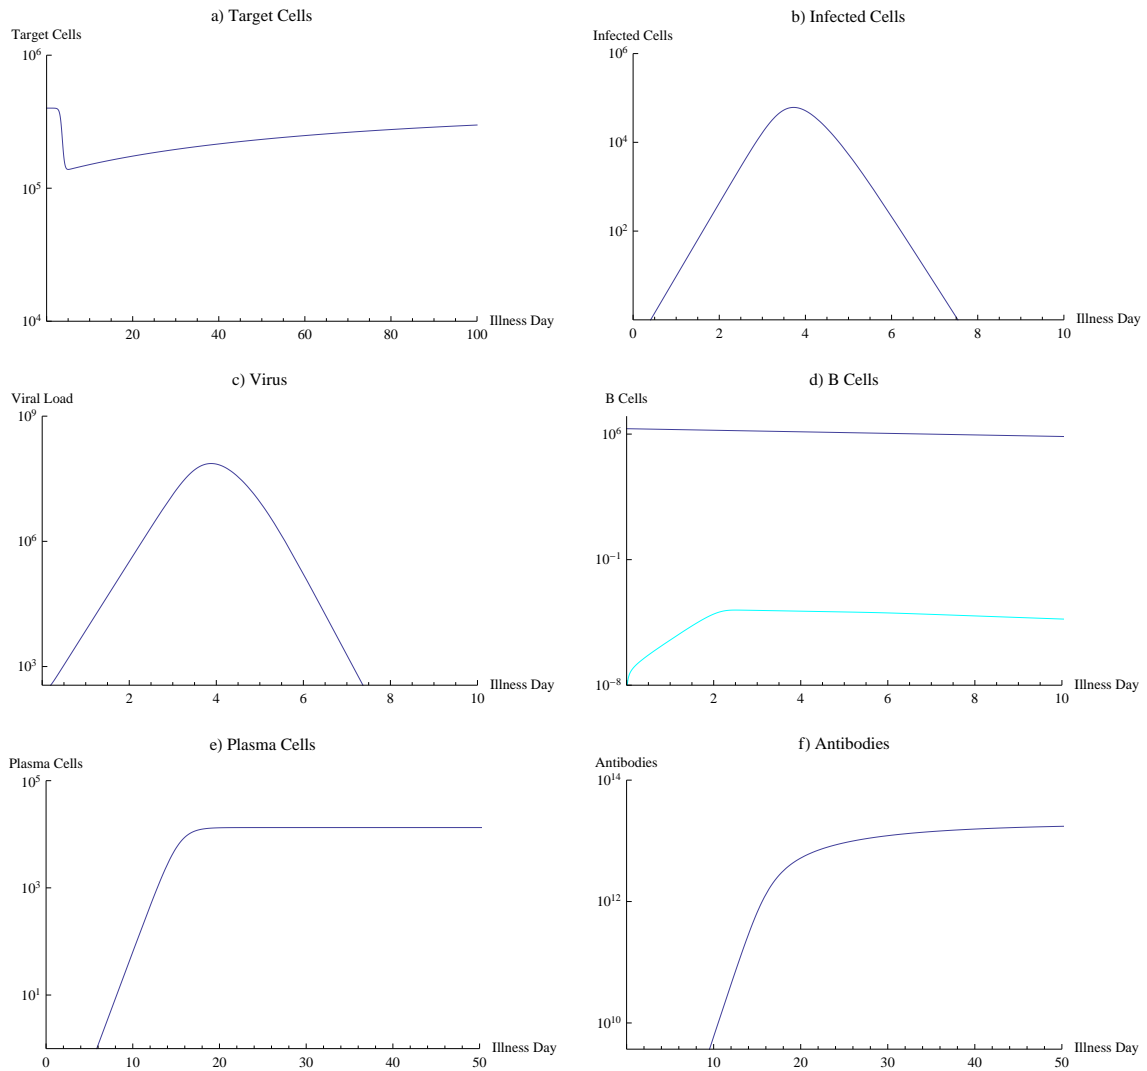 a) Target Cells
Target Cells
10^6
10^5
10^4
20 40 60 80 100
Illness Day
b) Infected Cells
Infected Cells
10^6
10^4
10^2
0 2 4 6 8 10
Illness Day
c) Virus
Viral Load
10^9
10^6
10^3
2 4 6 8 10
Illness Day
d) B Cells
B Cells
10^6
10^−1
10^−8
2 4 6 8 10
Illness Day
e) Plasma Cells
Plasma Cells
10^5
10^3
10^1
0 10 20 30 40 50
Illness Day
f) Antibodies
Antibodies
10^14
10^12
10^10
10 20 30 40 50
Illness Day